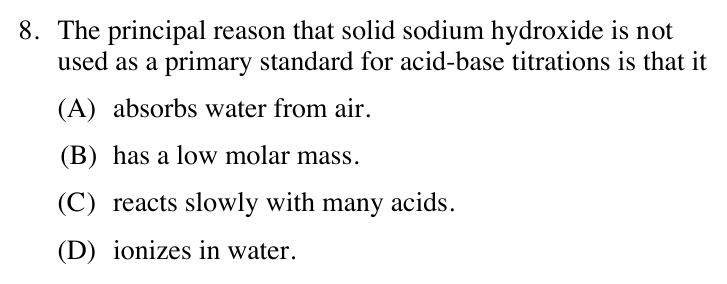 8. The principal reason that solid sodium hydroxide is not
used as a primary standard for acid-base titrations is that it
(A) absorbs water from air.
(B) has a low molar mass.
(C) reacts slowly with many acids.
(D) ionizes in water.